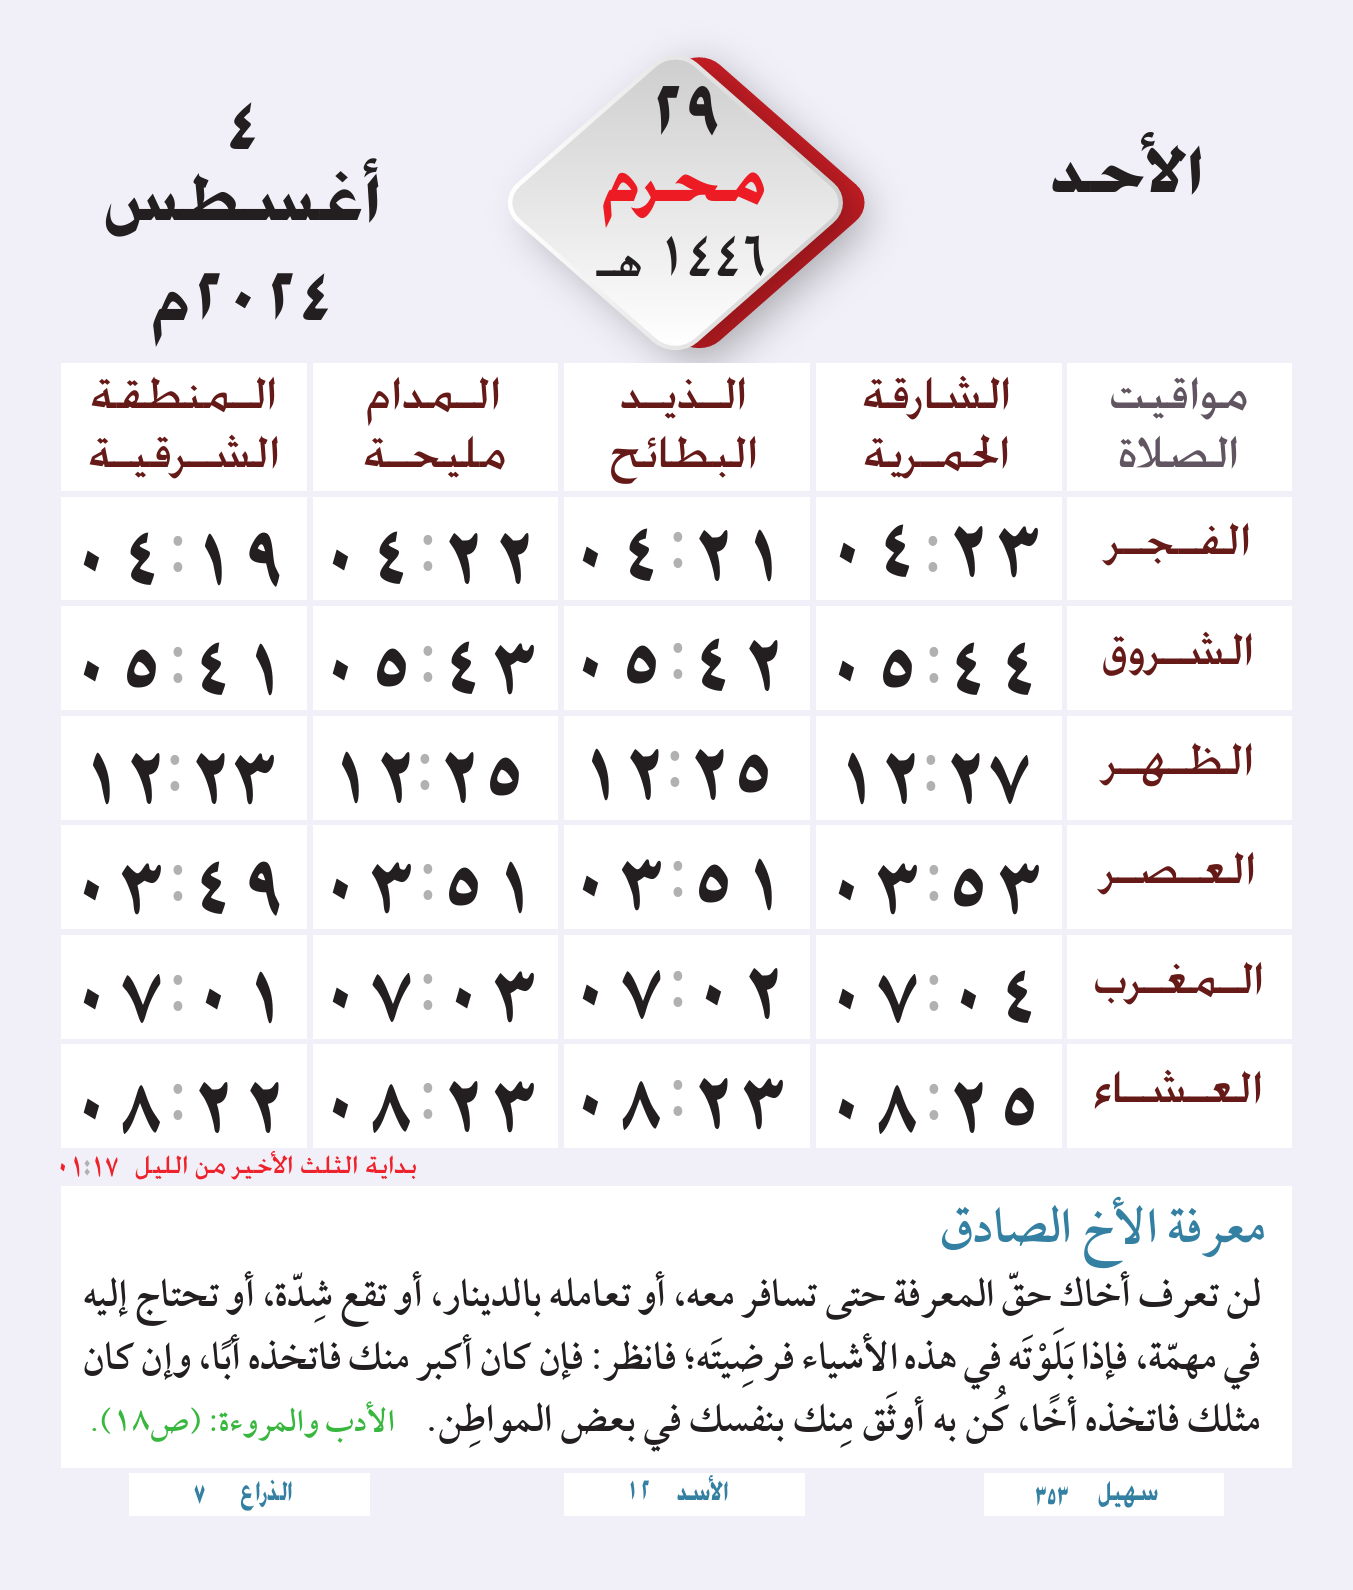 الأحد
٢٩
محرم
١٤٤٦ هـ
٤
أغسطس
٢٠٢٤م
مواقيت الصلاة	الشارقة الحمرية	الذيد البطائح	المدام مليحة	المنطقة الشرقية
الفجر	٠٤:٢٣	٠٤:٢١	٠٤:٢٢	٠٤:١٩
الشروق	٠٥:٤٤	٠٥:٤٢	٠٥:٤٣	٠٥:٤١
الظهر	١٢:٢٧	١٢:٢٥	١٢:٢٥	١٢:٢٣
العصر	٠٣:٥٣	٠٣:٥١	٠٣:٥١	٠٣:٤٩
المغرب	٠٧:٠٤	٠٧:٠٢	٠٧:٠٣	٠٧:٠١
العشاء	٠٨:٢٥	٠٨:٢٣	٠٨:٢٣	٠٨:٢٢
بداية الثلث الأخير من الليل ٠١:١٧
معرفة الأخ الصادق
لن تعرف أخاك حقّ المعرفة حتى تسافر معه، أو تعامله بالدينار، أو تقع شِدّة، أو تحتاج إليه
في مهمّة، فإذا بَلَوْتَه في هذه الأشياء فرضِيتَه؛ فانظر: فإن كان أكبر منك فاتخذه أبًا، وإن كان
مثلك فاتخذه أخًا، كُن به أوثَق مِنك بنفسك في بعض المواطِن. الأدب والمروءة: (ص١٨).
سهيل ٣٥٣	الأسد ١٢	الذراع ٧